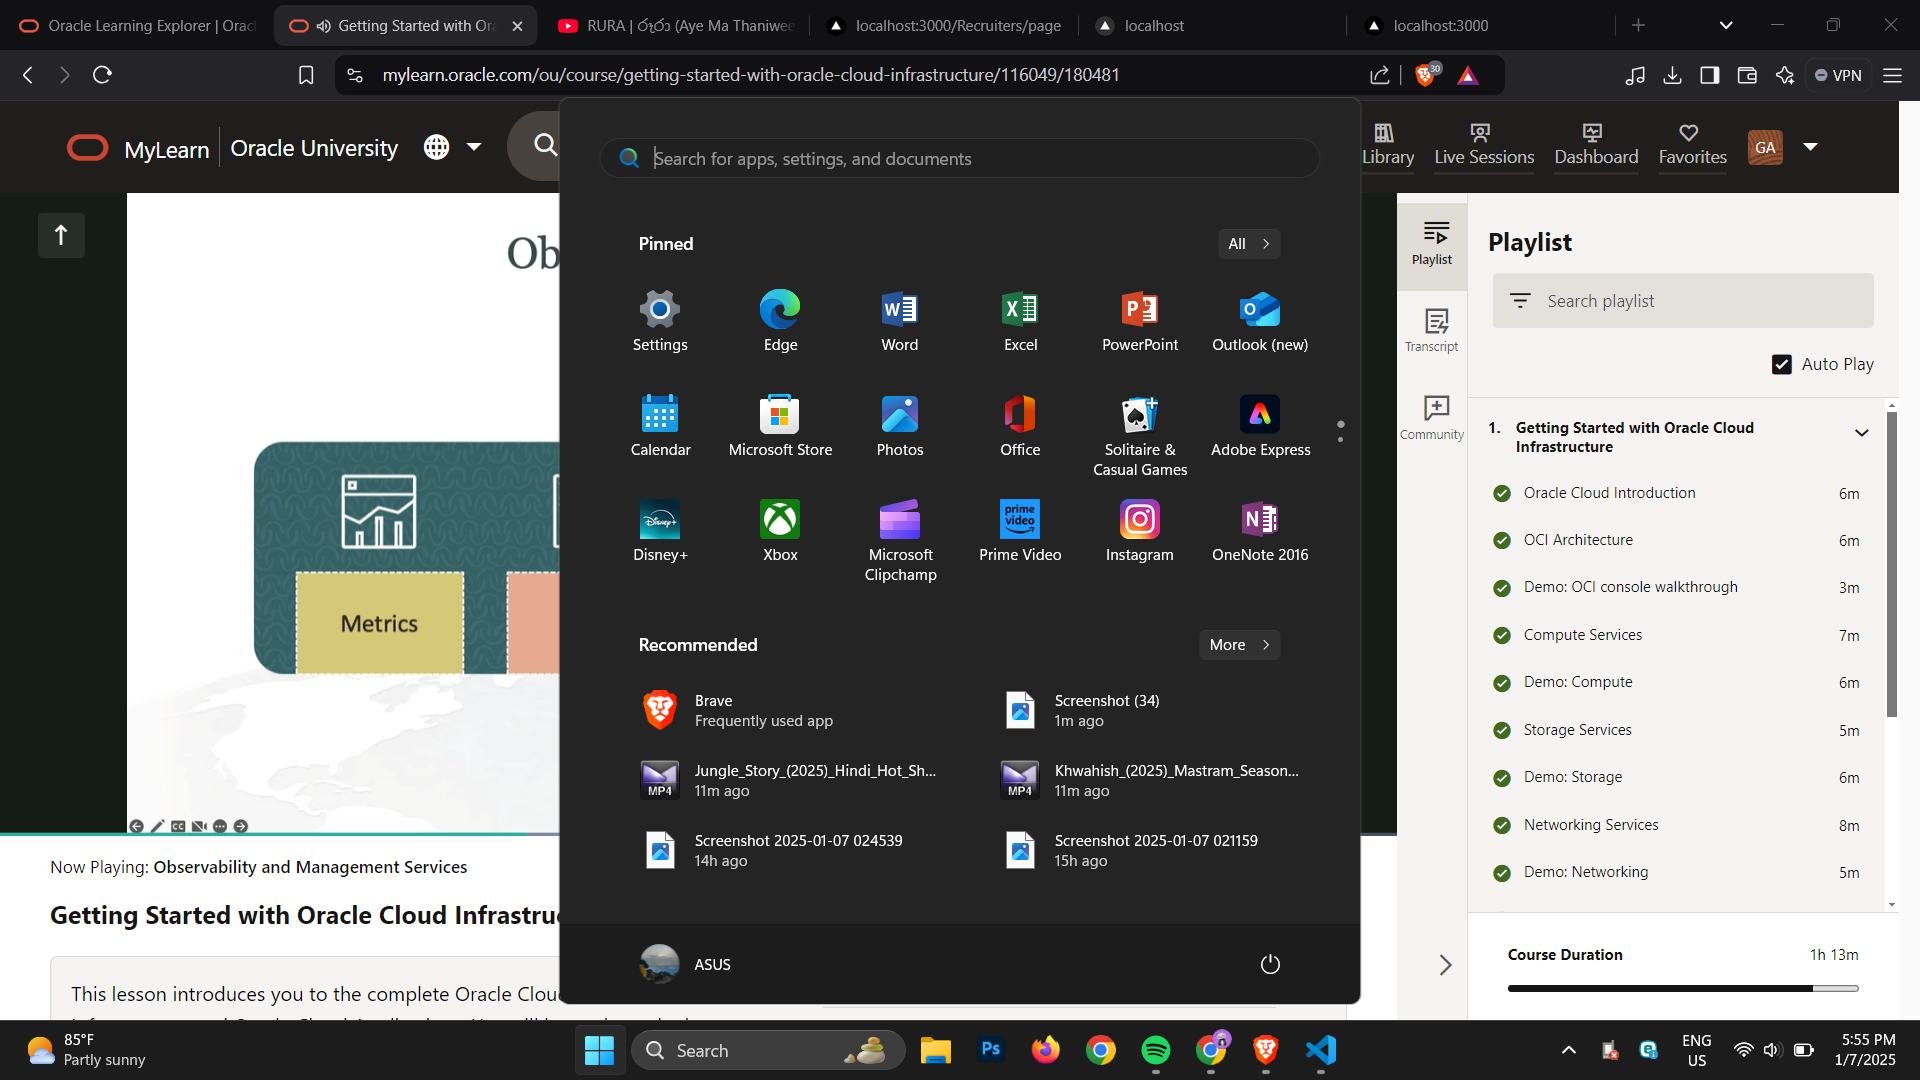 Oracle Learning Explorer | Orac
Getting Started with Ora
RURA | රූරා (Aye Ma Thaniwee
localhost:3000/Recruiters/page
localhost
localhost:3000
mylearn.oracle.com/ou/course/getting-started-with-oracle-cloud-infrastructure/116049/180481
30
VPN
MyLearn
Oracle University
Library
Live Sessions
Dashboard
Favorites
GA
Search for apps, settings, and documents
Ob
Pinned
All
Settings
Edge
Word
Excel
PowerPoint
Outlook (new)
Calendar
Microsoft Store
Photos
Office
Solitaire &
Casual Games
Adobe Express
Disney+
Xbox
Microsoft
Clipchamp
prime
video
Prime Video
Instagram
OneNote 2016
Metrics
Recommended
More
Brave
Frequently used app
Screenshot (34)
1m ago
MP4
Jungle_Story_(2025)_Hindi_Hot_Sh...
11m ago
MP4
Khwahish_(2025)_Mastram_Season...
11m ago
Screenshot 2025-01-07 024539
14h ago
Screenshot 2025-01-07 021159
15h ago
ASUS
Now Playing: Observability and Management Services
Getting Started with Oracle Cloud Infrastru
This lesson introduces you to the complete Oracle Clou
Playlist
Transcript
Community
Playlist
Search playlist
Auto Play
1. Getting Started with Oracle Cloud
Infrastructure
Oracle Cloud Introduction 6m
OCI Architecture 6m
Demo: OCI console walkthrough 3m
Compute Services 7m
Demo: Compute 6m
Storage Services 5m
Demo: Storage 6m
Networking Services 8m
Demo: Networking 5m
Course Duration 1h 13m
85°F
Partly sunny
Search
Ps
ENG
US
5:55 PM
1/7/2025